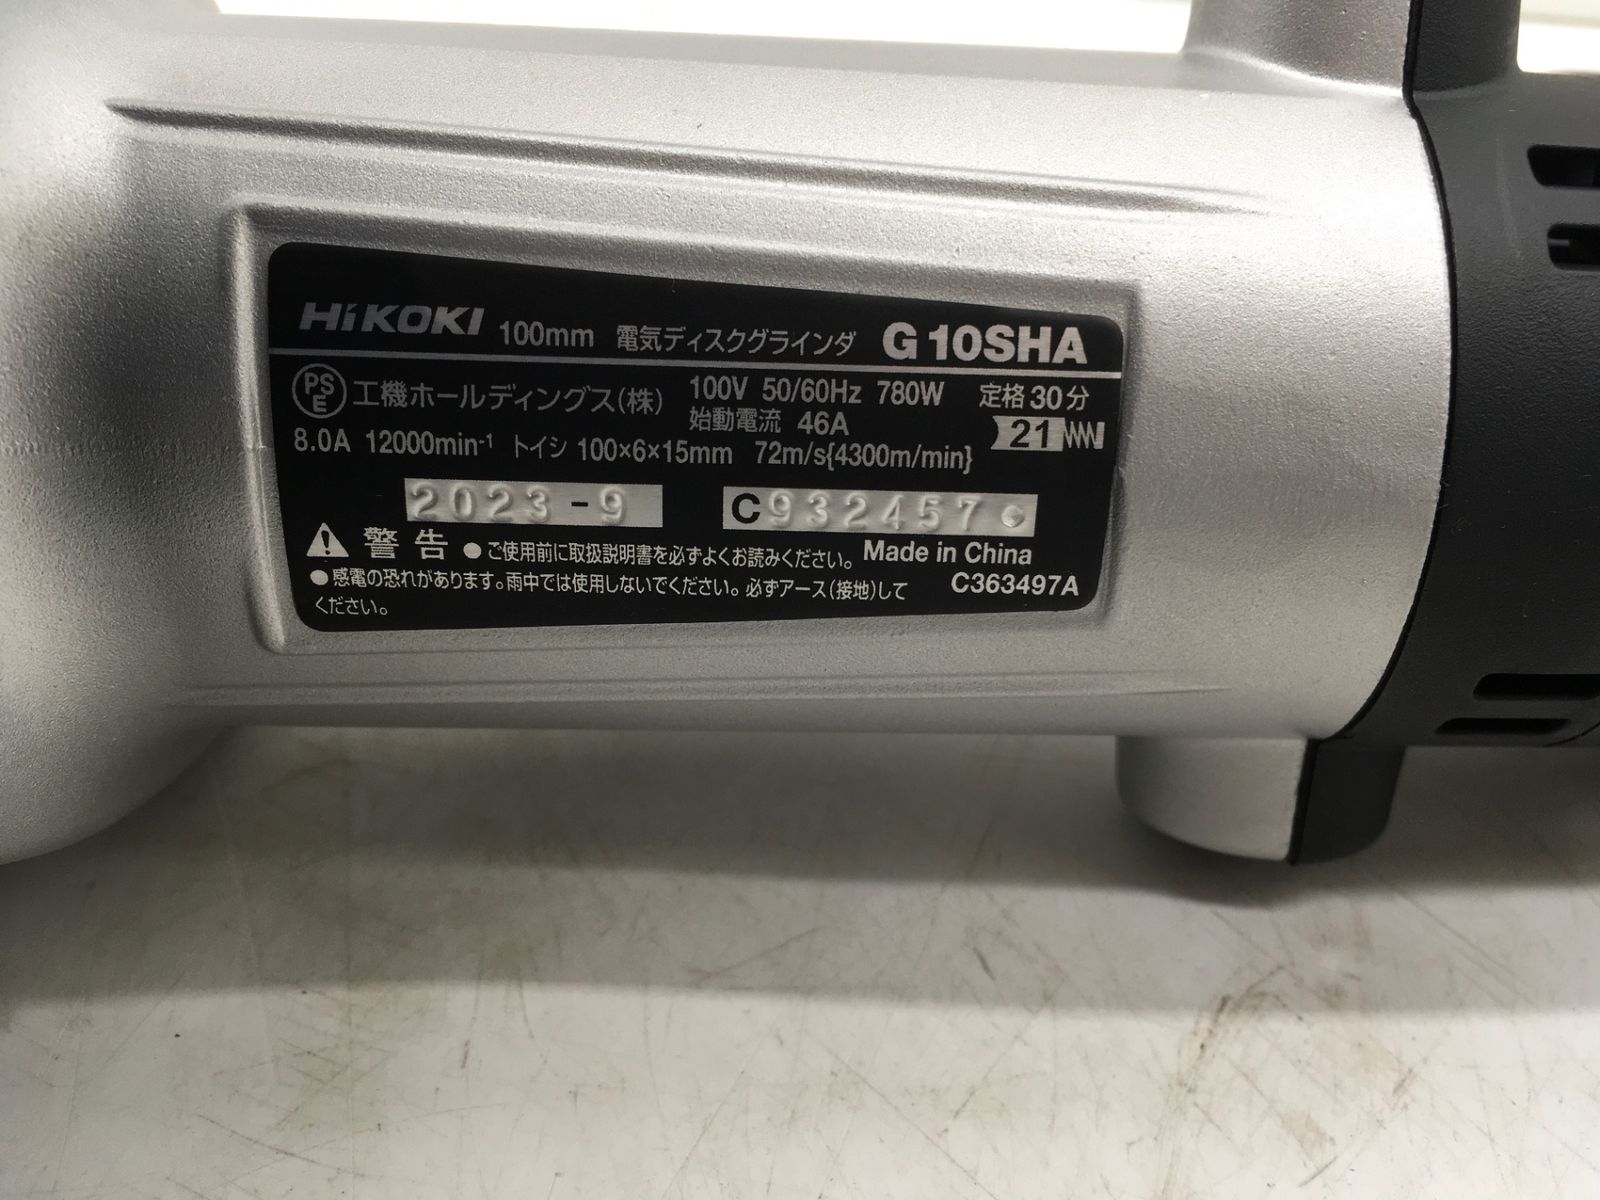 HiKOKI 100mm 電気ディスクグラインダ G10SHA
PSE 工機ホールディングス(株) 100V 50/60Hz 780W 定格30分
始動電流 46A
8.0A 12000min-1 トイシ 100×6×15mm 72m/s{4300m/min} 21
2023-9 C932457
警告 ●ご使用前に取扱説明書を必ずよくお読みください。 Made in China
●感電の恐れがあります。雨中では使用しないでください。必ずアース(接地)して C363497A
ください。